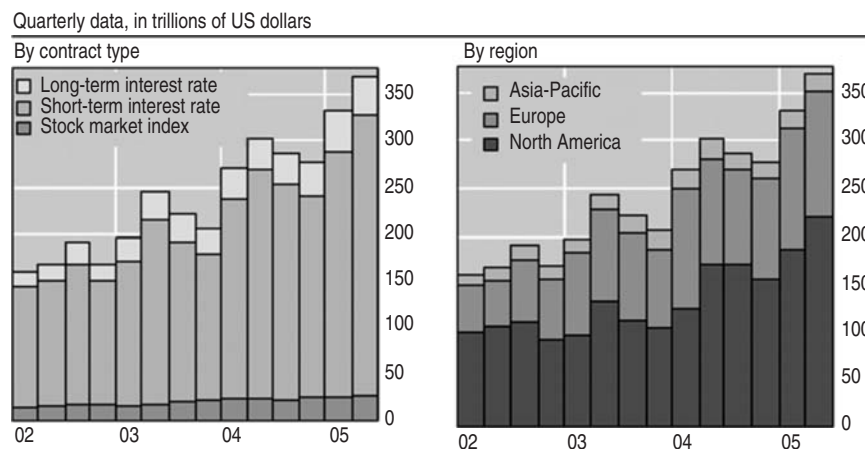 Quarterly data, in trillions of US dollars
By contract type
Long-term interest rate
Short-term interest rate
Stock market index
350
300
250
200
150
100
50
0
02 03 04 05
By region
Asia-Pacific
Europe
North America
350
300
250
200
150
100
50
0
02 03 04 05